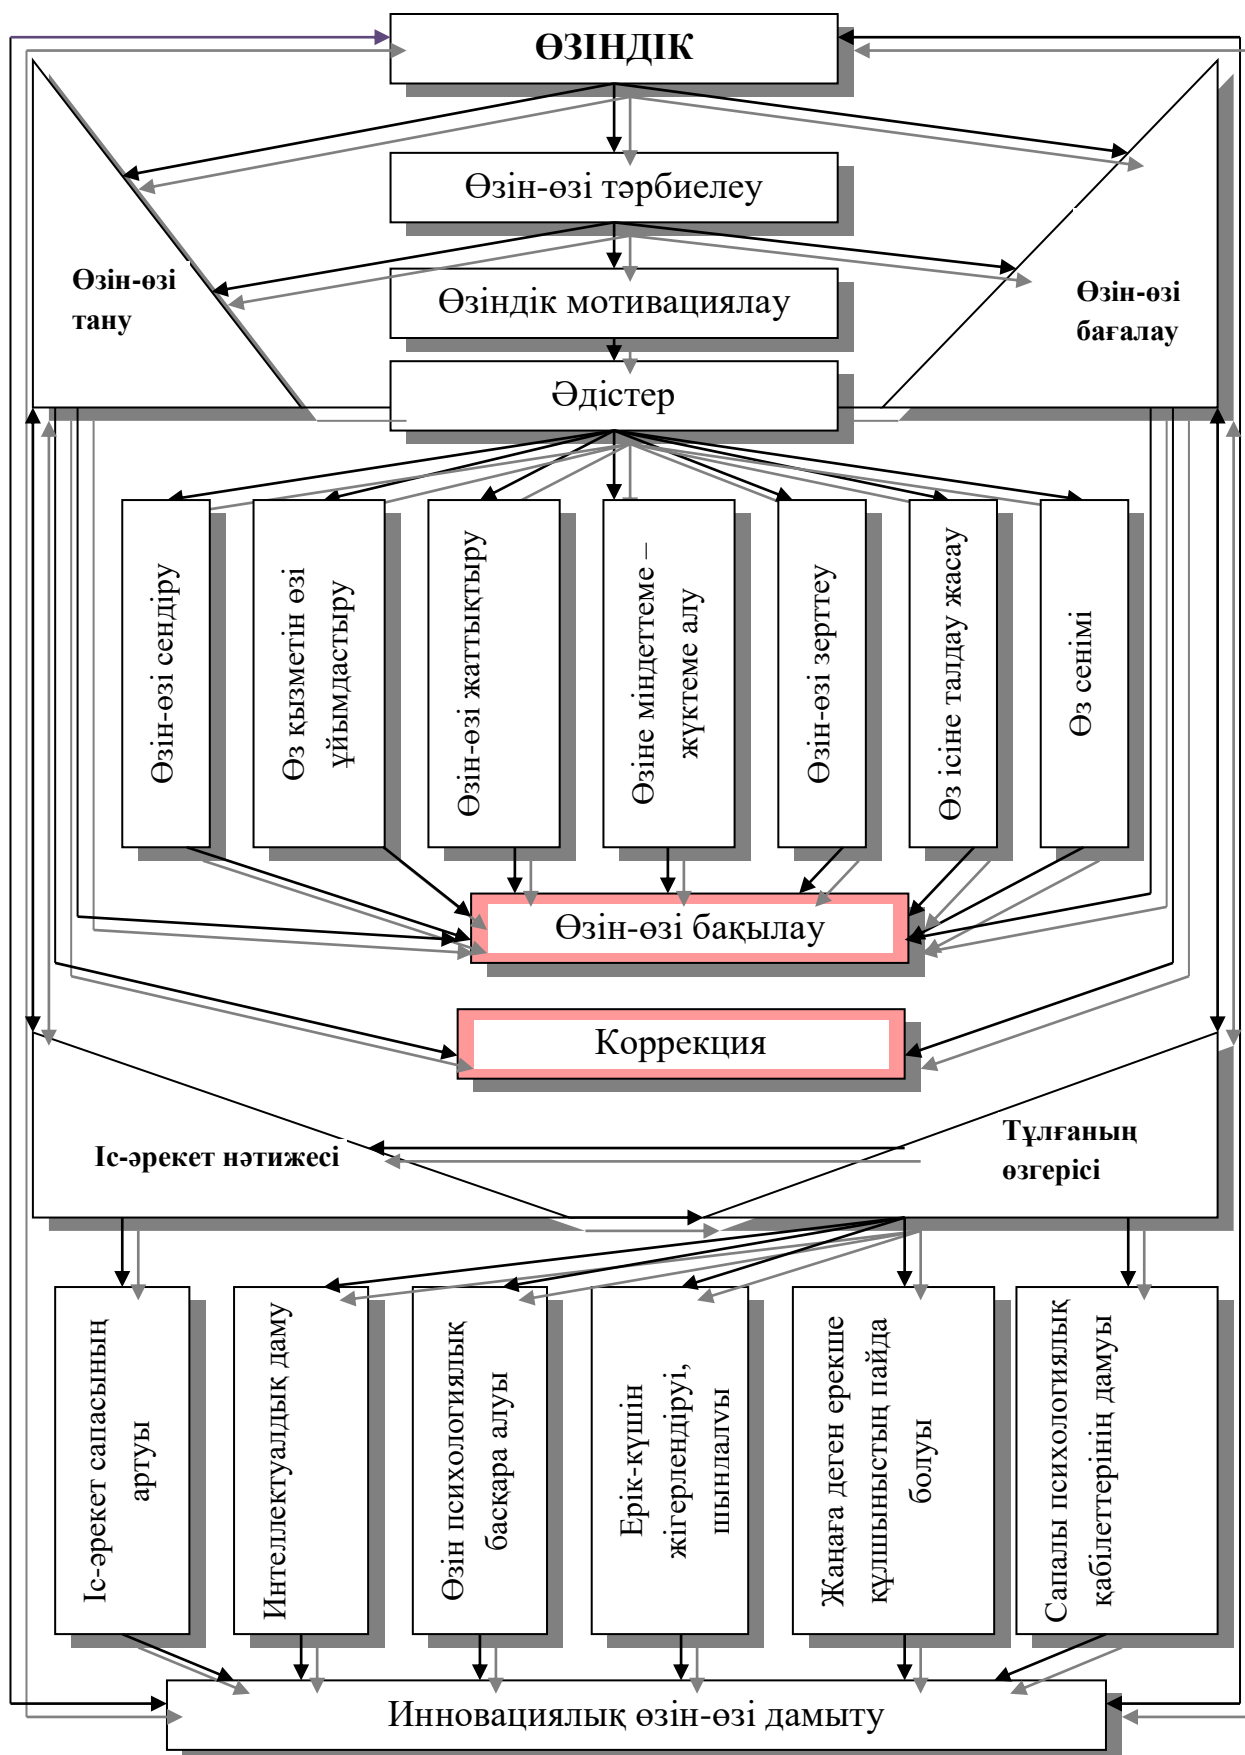 ӨЗІНДІК
Өзін-өзі тәрбиелеу
Өзін-өзі
тану
Өзіндік мотивациялау
Өзін-өзі
бағалау
Әдістер
Өзін-өзі сендіру
Өз қызметін өзі
ұйымдастыру
Өзін-өзі жаттықтыру
Өзіне міндеттеме –
жүктеме алу
Өзін-өзі зерттеу
Өз ісіне талдау жасау
Өз сенімі
Өзін-өзі бақылау
Коррекция
Іс-әрекет нәтижесі
Тұлғаның
өзгерісі
Іс-әрекет сапасының
артуы
Интеллектуалдық даму
Өзін психологиялық
басқара алуы
Ерік-күшін
жігерлендіруі,
шындалуы
Жаңаға деген ерекше
құлшыныстың пайда
болуы
Сапалы психологиялық
қабілеттерінің дамуы
Инновациялық өзін-өзі дамыту